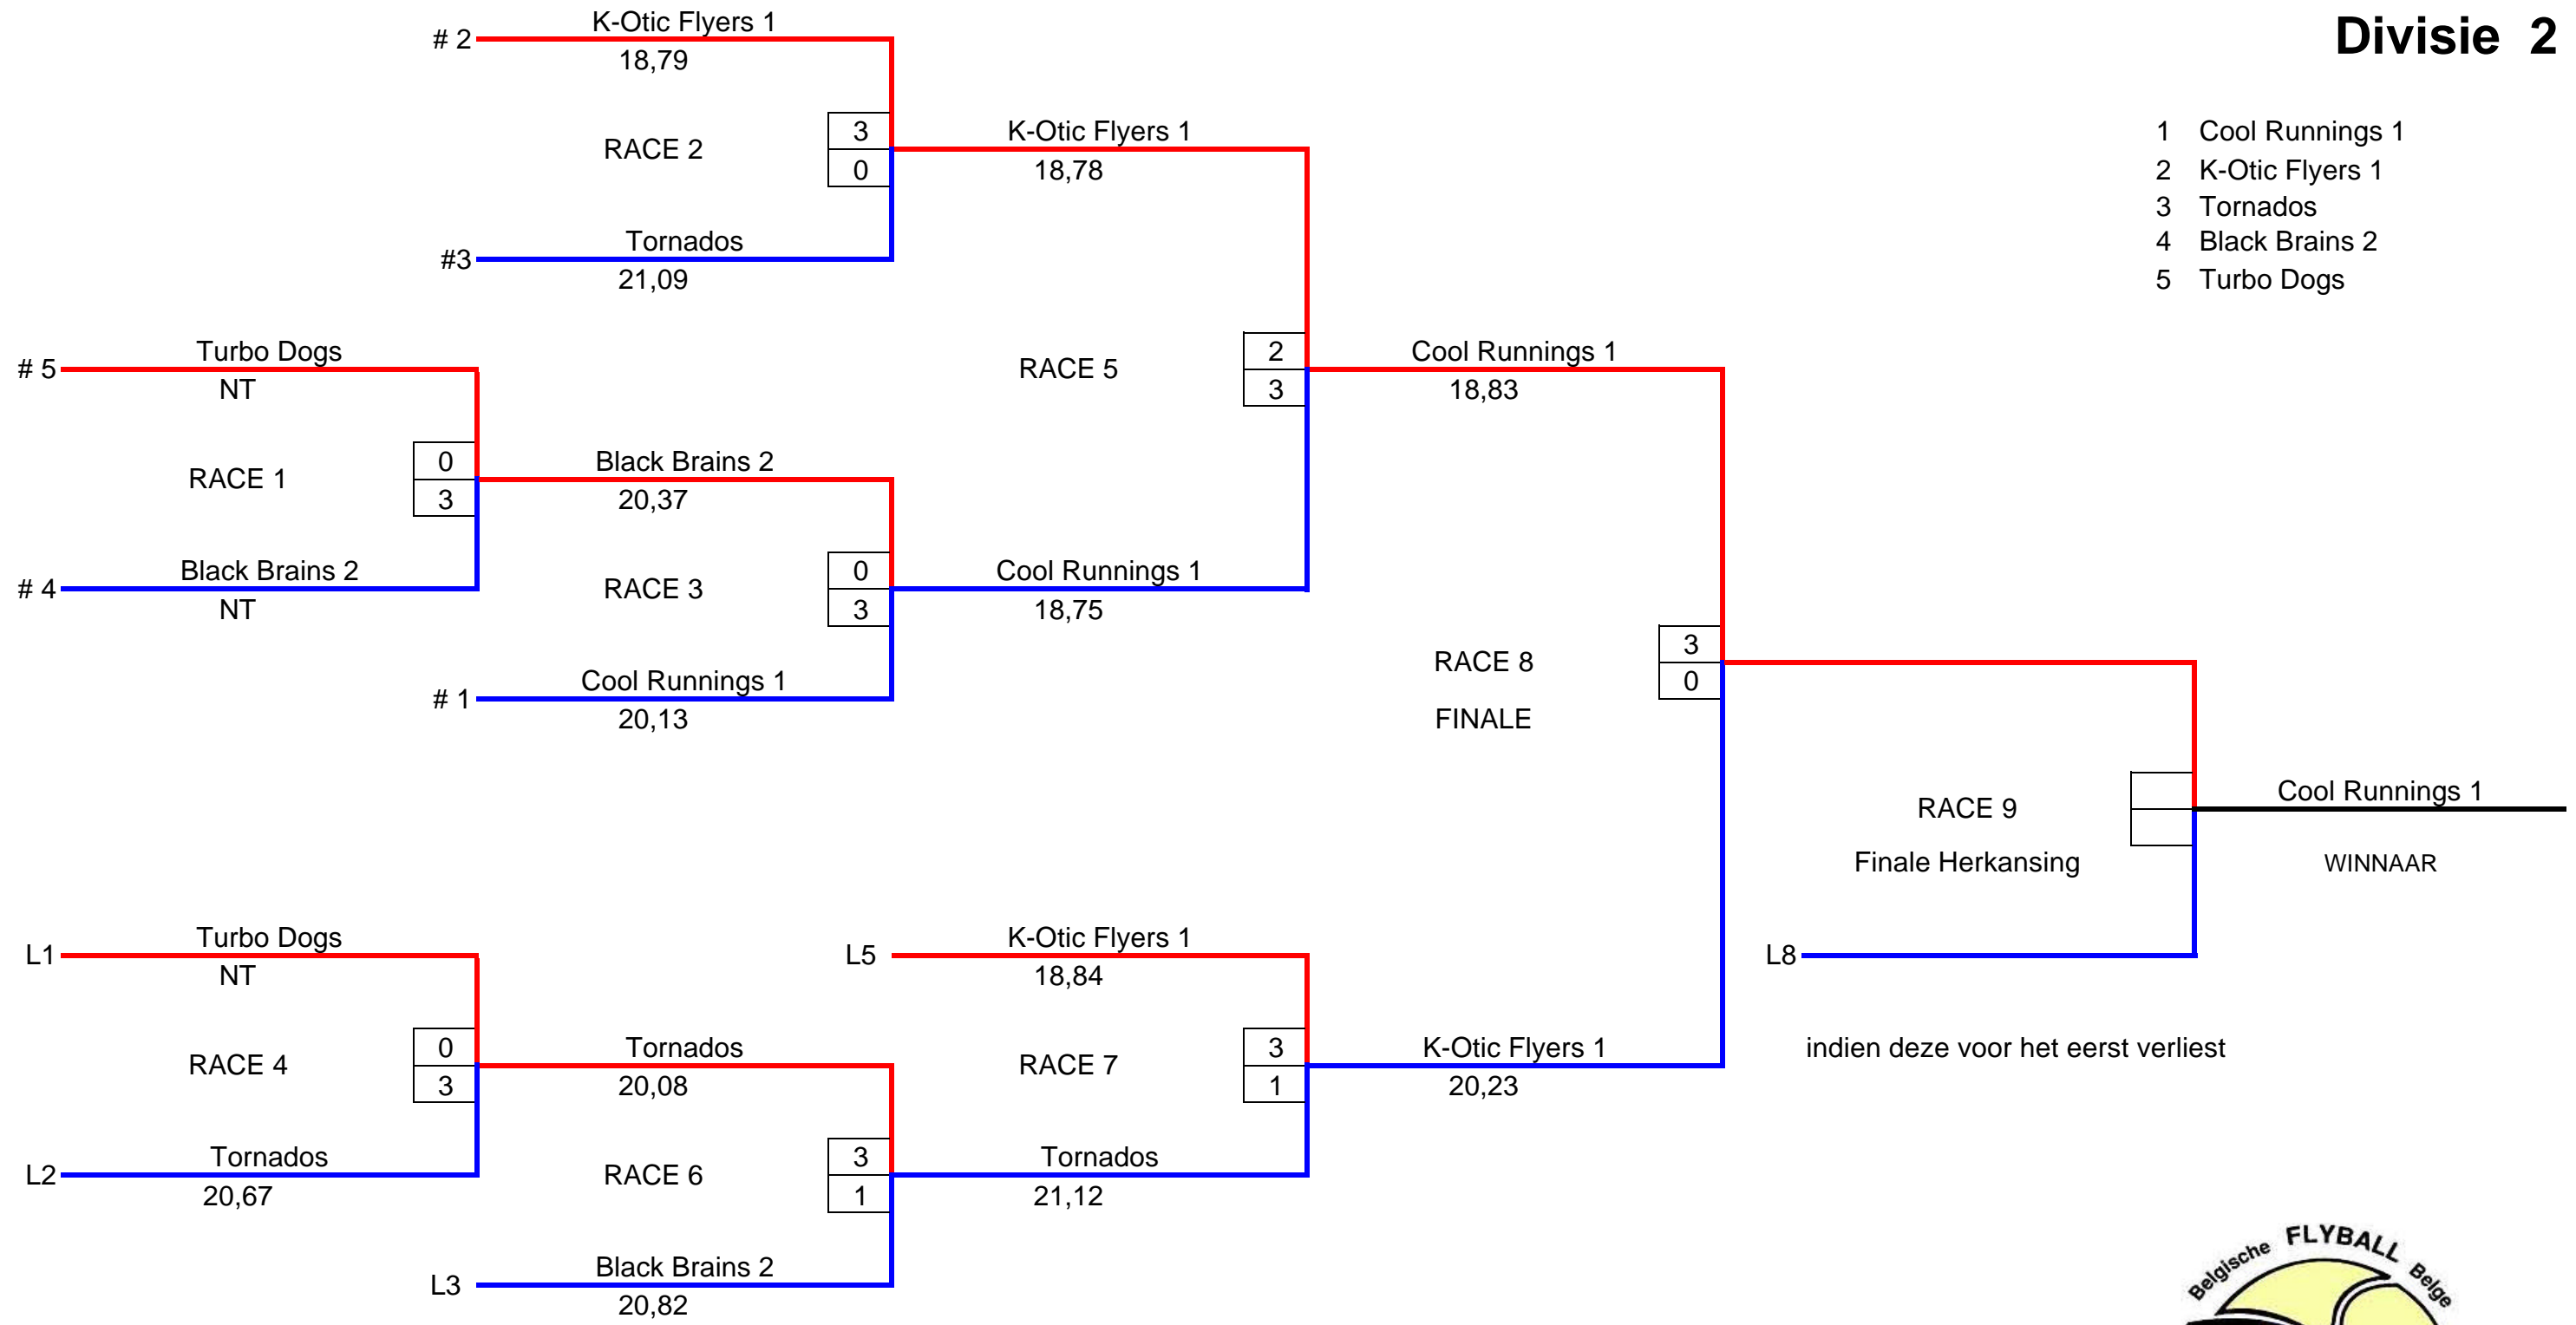 Divisie 2
1 Cool Runnings 1
2 K-Otic Flyers 1
3 Tornados
4 Black Brains 2
5 Turbo Dogs
# 2 K-Otic Flyers 1
18,79
RACE 2
3
0
#3 Tornados
21,09
K-Otic Flyers 1
18,78
# 5 Turbo Dogs
NT
RACE 1
0
3
# 4 Black Brains 2
NT
Black Brains 2
20,37
RACE 3
0
3
# 1 Cool Runnings 1
20,13
RACE 5
2
3
Cool Runnings 1
18,75
Cool Runnings 1
18,83
RACE 8
3
0
FINALE
RACE 9
Finale Herkansing
Cool Runnings 1
WINNAAR
L8
indien deze voor het eerst verliest
L1 Turbo Dogs
NT
RACE 4
0
3
L2 Tornados
20,67
Tornados
20,08
RACE 6
3
1
L3 Black Brains 2
20,82
L5 K-Otic Flyers 1
18,84
RACE 7
3
1
Tornados
21,12
K-Otic Flyers 1
20,23
Belgische FLYBALL Belge